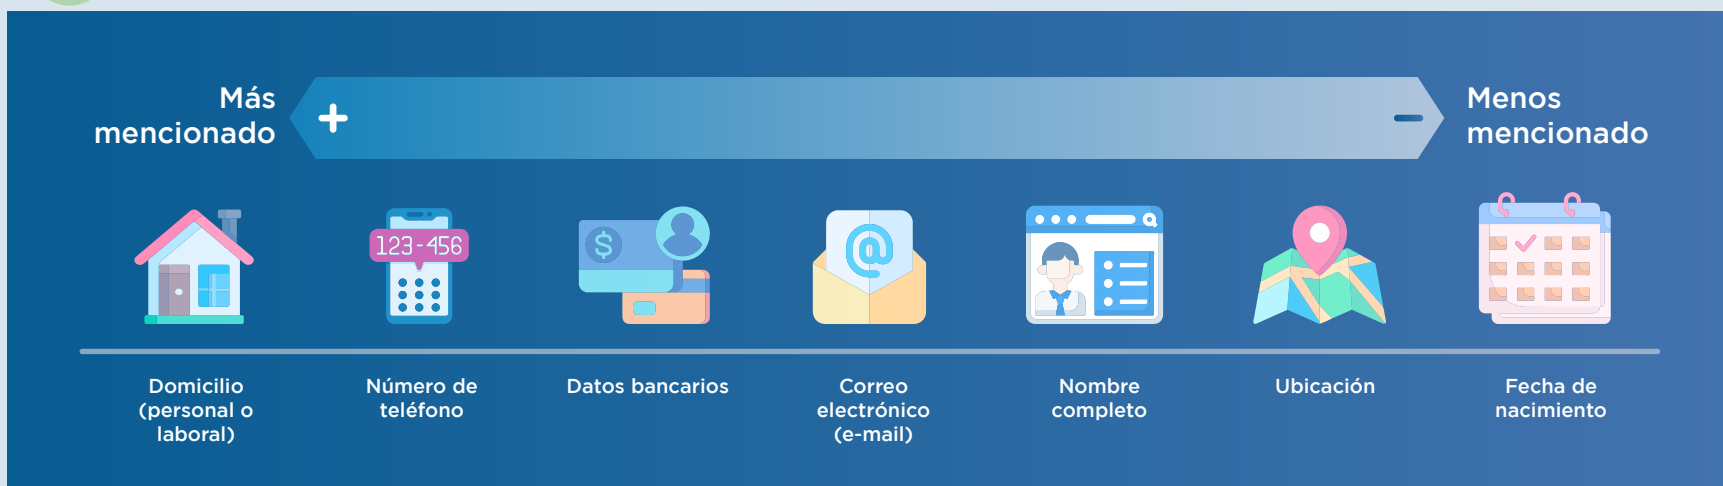 Más
mencionado
+
–
Menos
mencionado
123-456
$
@
Domicilio
(personal o
laboral)
Número de
teléfono
Datos bancarios
Correo
electrónico
(e-mail)
Nombre
completo
Ubicación
Fecha de
nacimiento